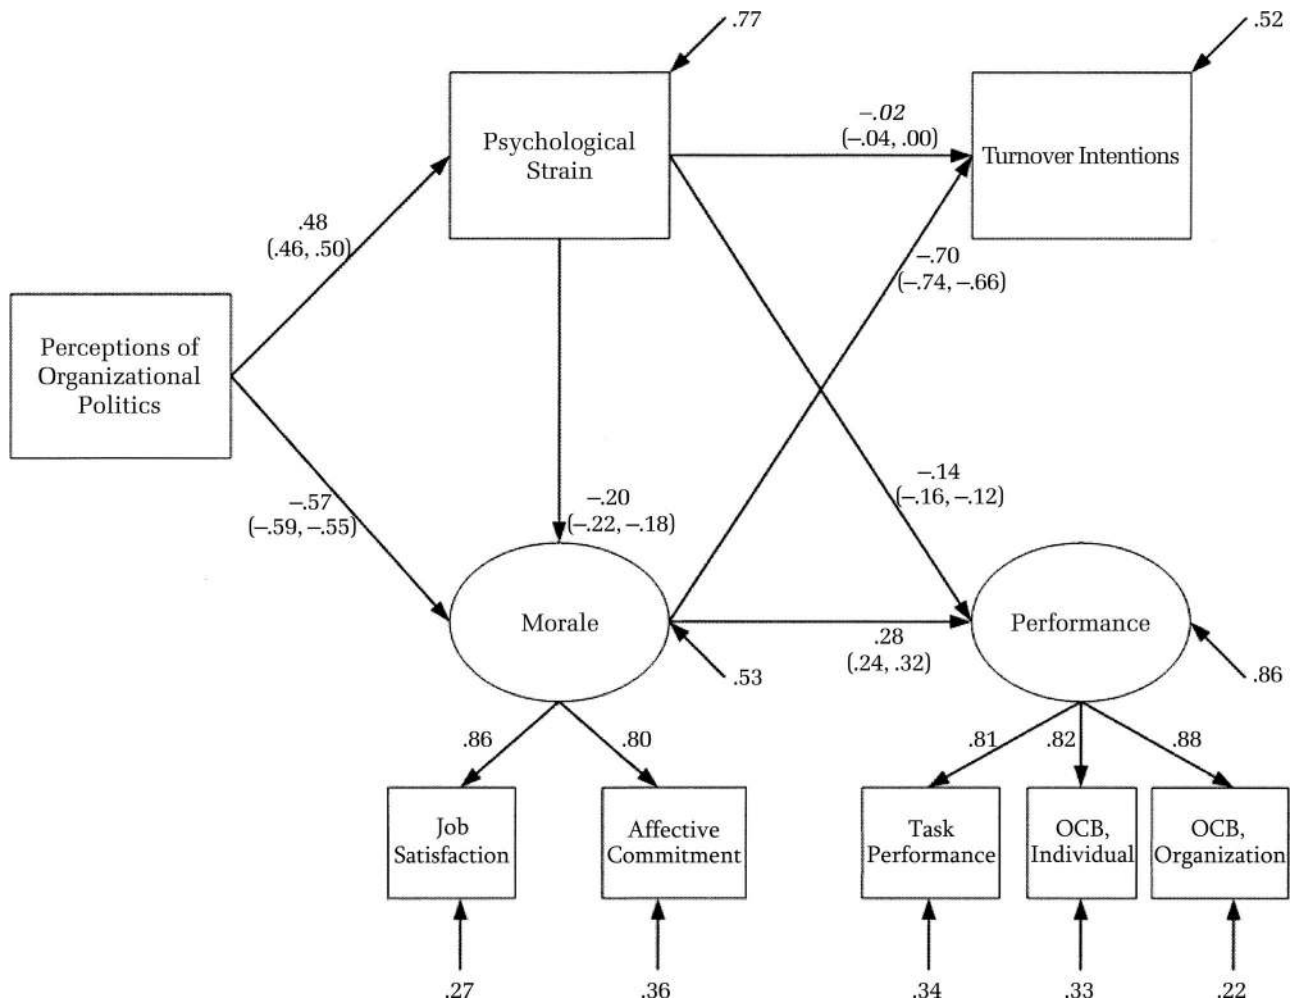 .77
.52
Psychological
Strain
–.02
(–.04, .00)
Turnover Intentions
.48
(.46, .50)
–.70
(–.74, –.66)
Perceptions of
Organizational
Politics
–.57
(–.59, –.55)
–.20
(–.22, –.18)
–.14
(–.16, –.12)
Morale
.28
(.24, .32)
Performance
.53
.86
.86
.80
.81
.82
.88
Job
Satisfaction
Affective
Commitment
Task
Performance
OCB,
Individual
OCB,
Organization
.27
.36
.34
.33
.22